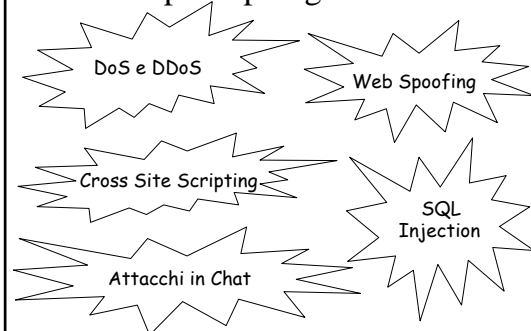 DoS e DDoS
Web Spoofing
Cross Site Scripting
SQL
Injection
Attacchi in Chat